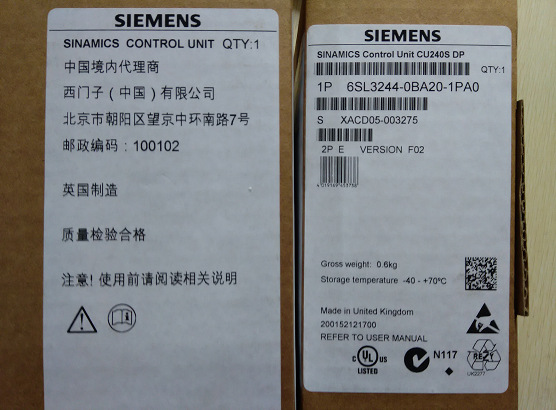 SIEMENS
SINAMICS CONTROL UNIT QTY:1
中国境内代理商
西门子（中国）有限公司
北京市朝阳区望京中环南路7号
邮政编码：100102
英国制造
质量检验合格
注意! 使用前请阅读相关说明
SIEMENS
SINAMICS Control Unit CU240S DP
QTY:1
1P 6SL3244-0BA20-1PA0
S XACD05-003275
2P E VERSION F02
Gross weight: 0.6kg
Storage temperature -40 - +70ºC
Made in United Kingdom
200152121700
REFER TO USER MANUAL
C UL US
LISTED
N117
RE2Y